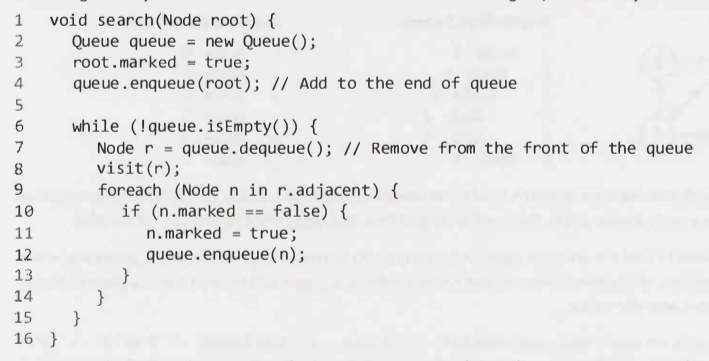 1 void search(Node root) {
2 Queue queue = new Queue();
3 root.marked = true;
4 queue.enqueue(root); // Add to the end of queue
5
6 while (!queue.isEmpty()) {
7 Node r = queue.dequeue(); // Remove from the front of the queue
8 visit(r);
9 foreach (Node n in r.adjacent) {
10 if (n.marked == false) {
11 n.marked = true;
12 queue.enqueue(n);
13 }
14 }
15 }
16 }